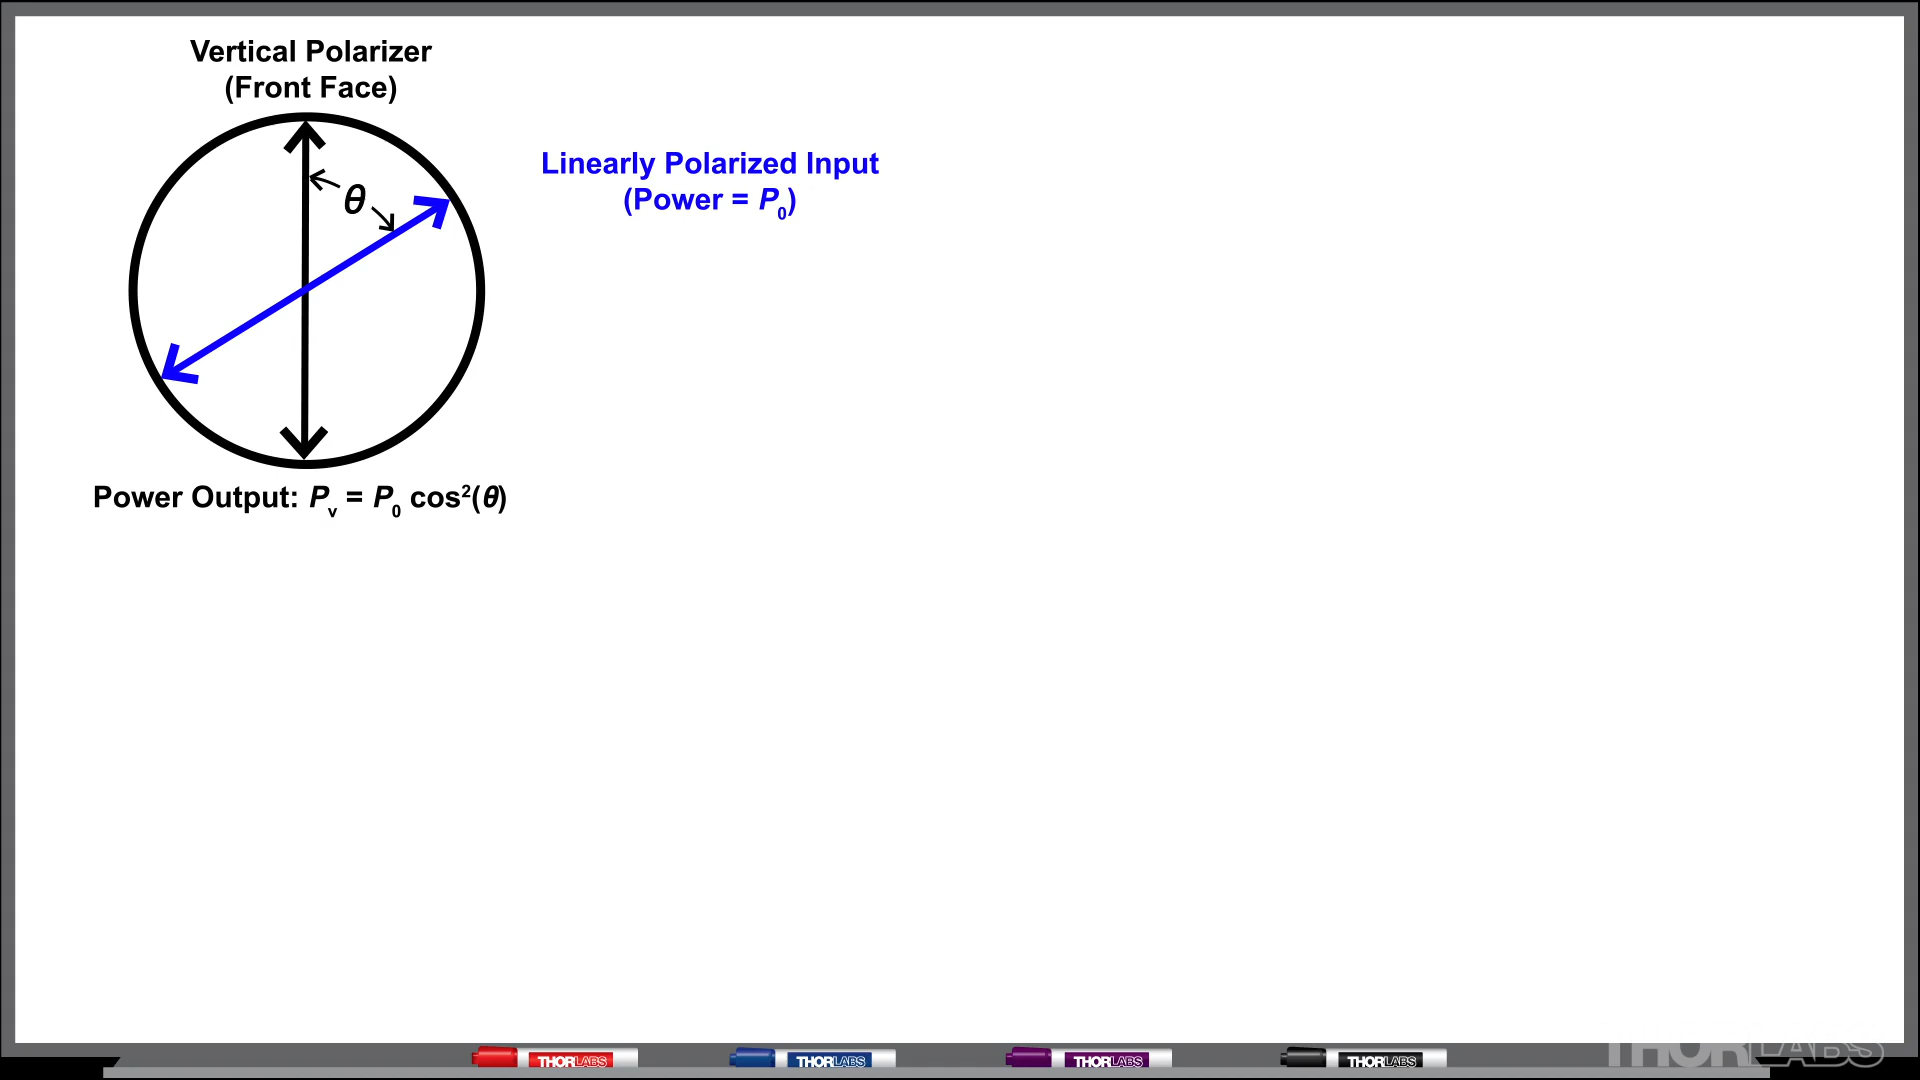 Vertical Polarizer
(Front Face)
Linearly Polarized Input
(Power = P₀)
θ
Power Output: Pᵥ = P₀ cos²(θ)
THORLABS
THORLABS THORLABS THORLABS THORLABS